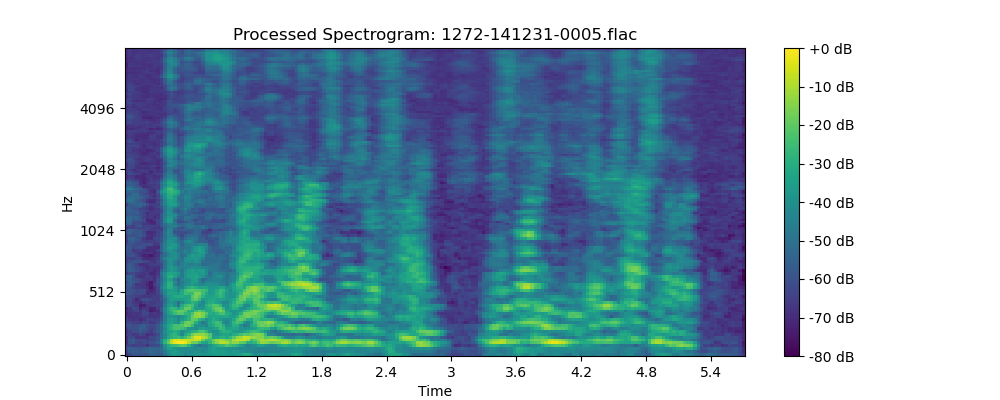 Processed Spectrogram: 1272-141231-0005.flac
+0 dB
-10 dB
-20 dB
-30 dB
-40 dB
-50 dB
-60 dB
-70 dB
-80 dB
4096
2048
1024
512
0
Hz
0 0.6 1.2 1.8 2.4 3 3.6 4.2 4.8 5.4
Time